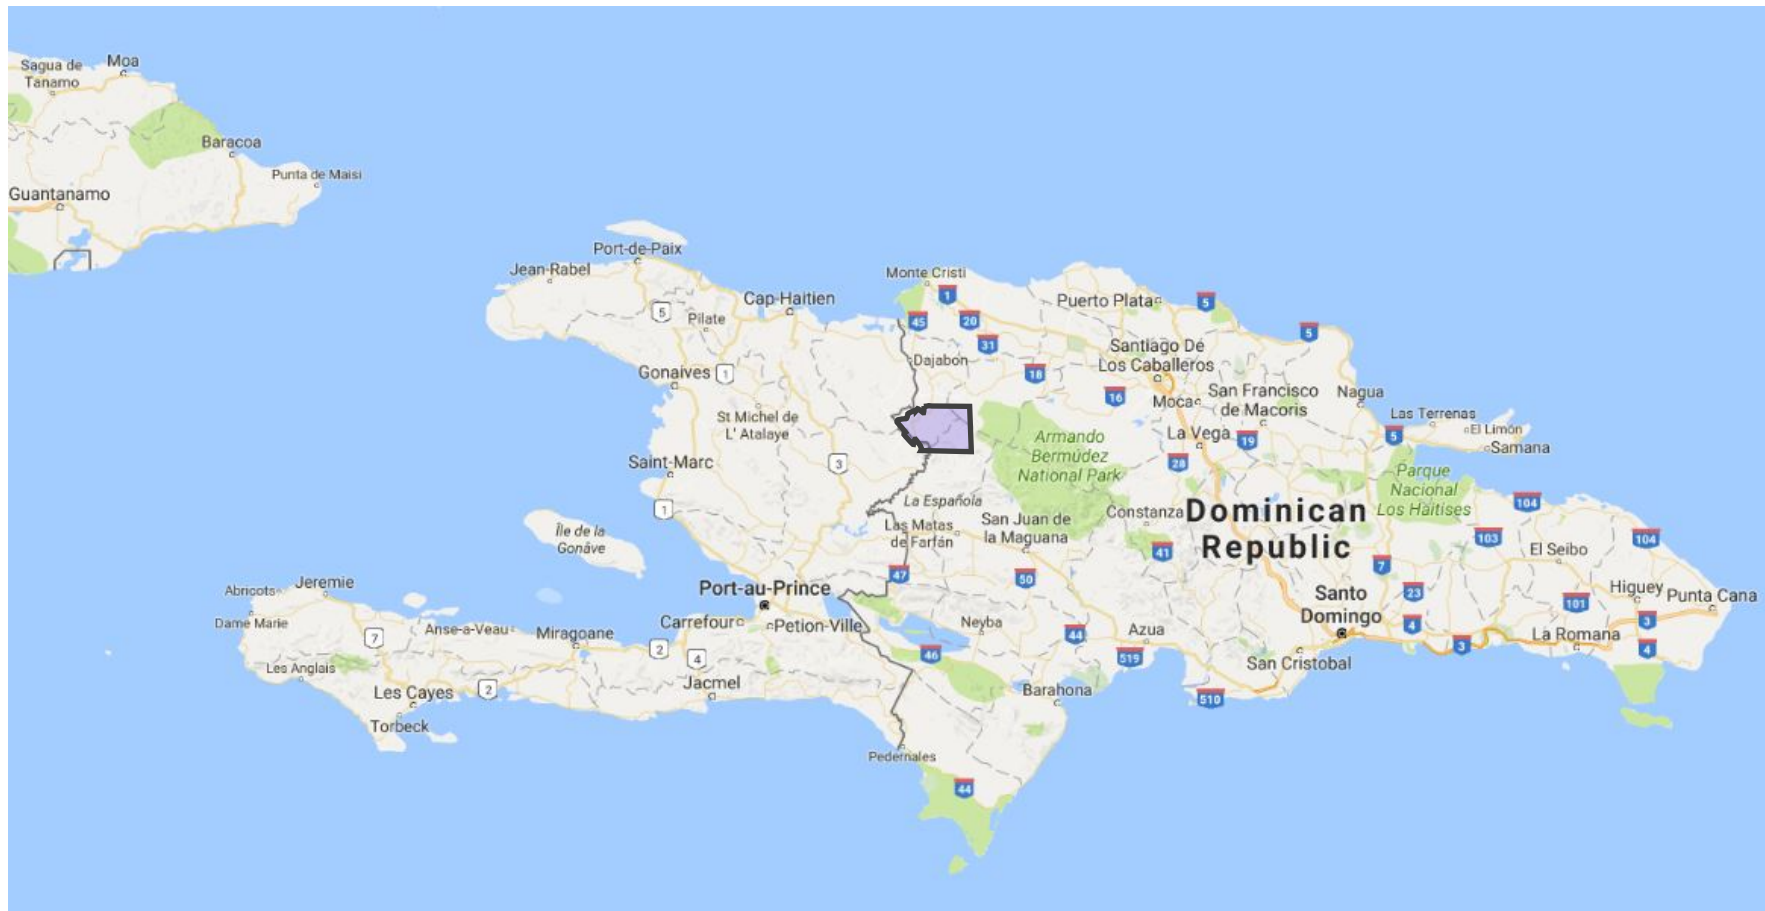 Sagua de
Tanamo
Moa
Baracoa
Punta de Maisi
Guantanamo
Port-de-Paix
Jean-Rabel
Cap-Haitien
5
Pilate
Gonaives
1
St Michel de
L' Atalaye
3
Saint-Marc
1
Île de la
Gonâve
Port-au-Prince
Carrefour
Petion-Ville
Abricots
Jeremie
Dame Marie
Anse-a-Veau
Miragoane
7
2
4
Les Anglais
Les Cayes
2
Jacmel
Torbeck
Monte Cristi
1
45
20
31
Dajabon
18
Puerto Plata
5
5
Santiago De
Los Caballeros
16
Moca
San Francisco
de Macoris
Nagua
Las Terrenas
El Limón
Samana
5
La Vega
19
28
Armando
Bermúdez
National Park
Parque
Nacional
Los Haitises
La Española
Las Matas
de Farfán
San Juan de
la Maguana
Constanza
Dominican
Republic
41
104
103
104
El Seibo
47
50
7
23
Santo
Domingo
4
Higuey
Punta Cana
101
3
4
La Romana
3
Neyba
44
Azua
46
519
San Cristobal
Barahona
510
Pedernales
44